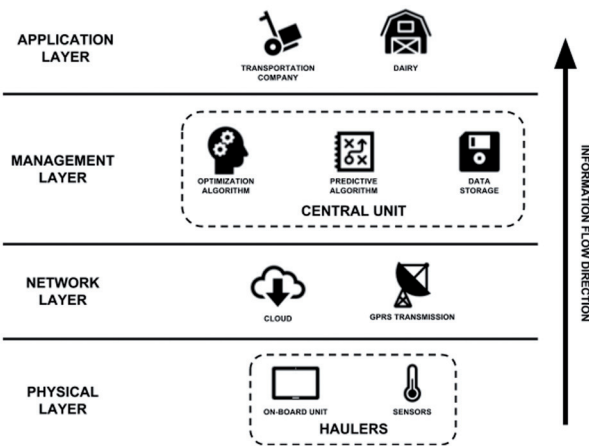 APPLICATION
LAYER
TRANSPORTATION
COMPANY
DAIRY
MANAGEMENT
LAYER
OPTIMIZATION
ALGORITHM
PREDICTIVE
ALGORITHM
DATA
STORAGE
CENTRAL UNIT
NETWORK
LAYER
CLOUD
GPRS TRANSMISSION
PHYSICAL
LAYER
ON-BOARD UNIT
SENSORS
HAULERS
INFORMATION FLOW DIRECTION